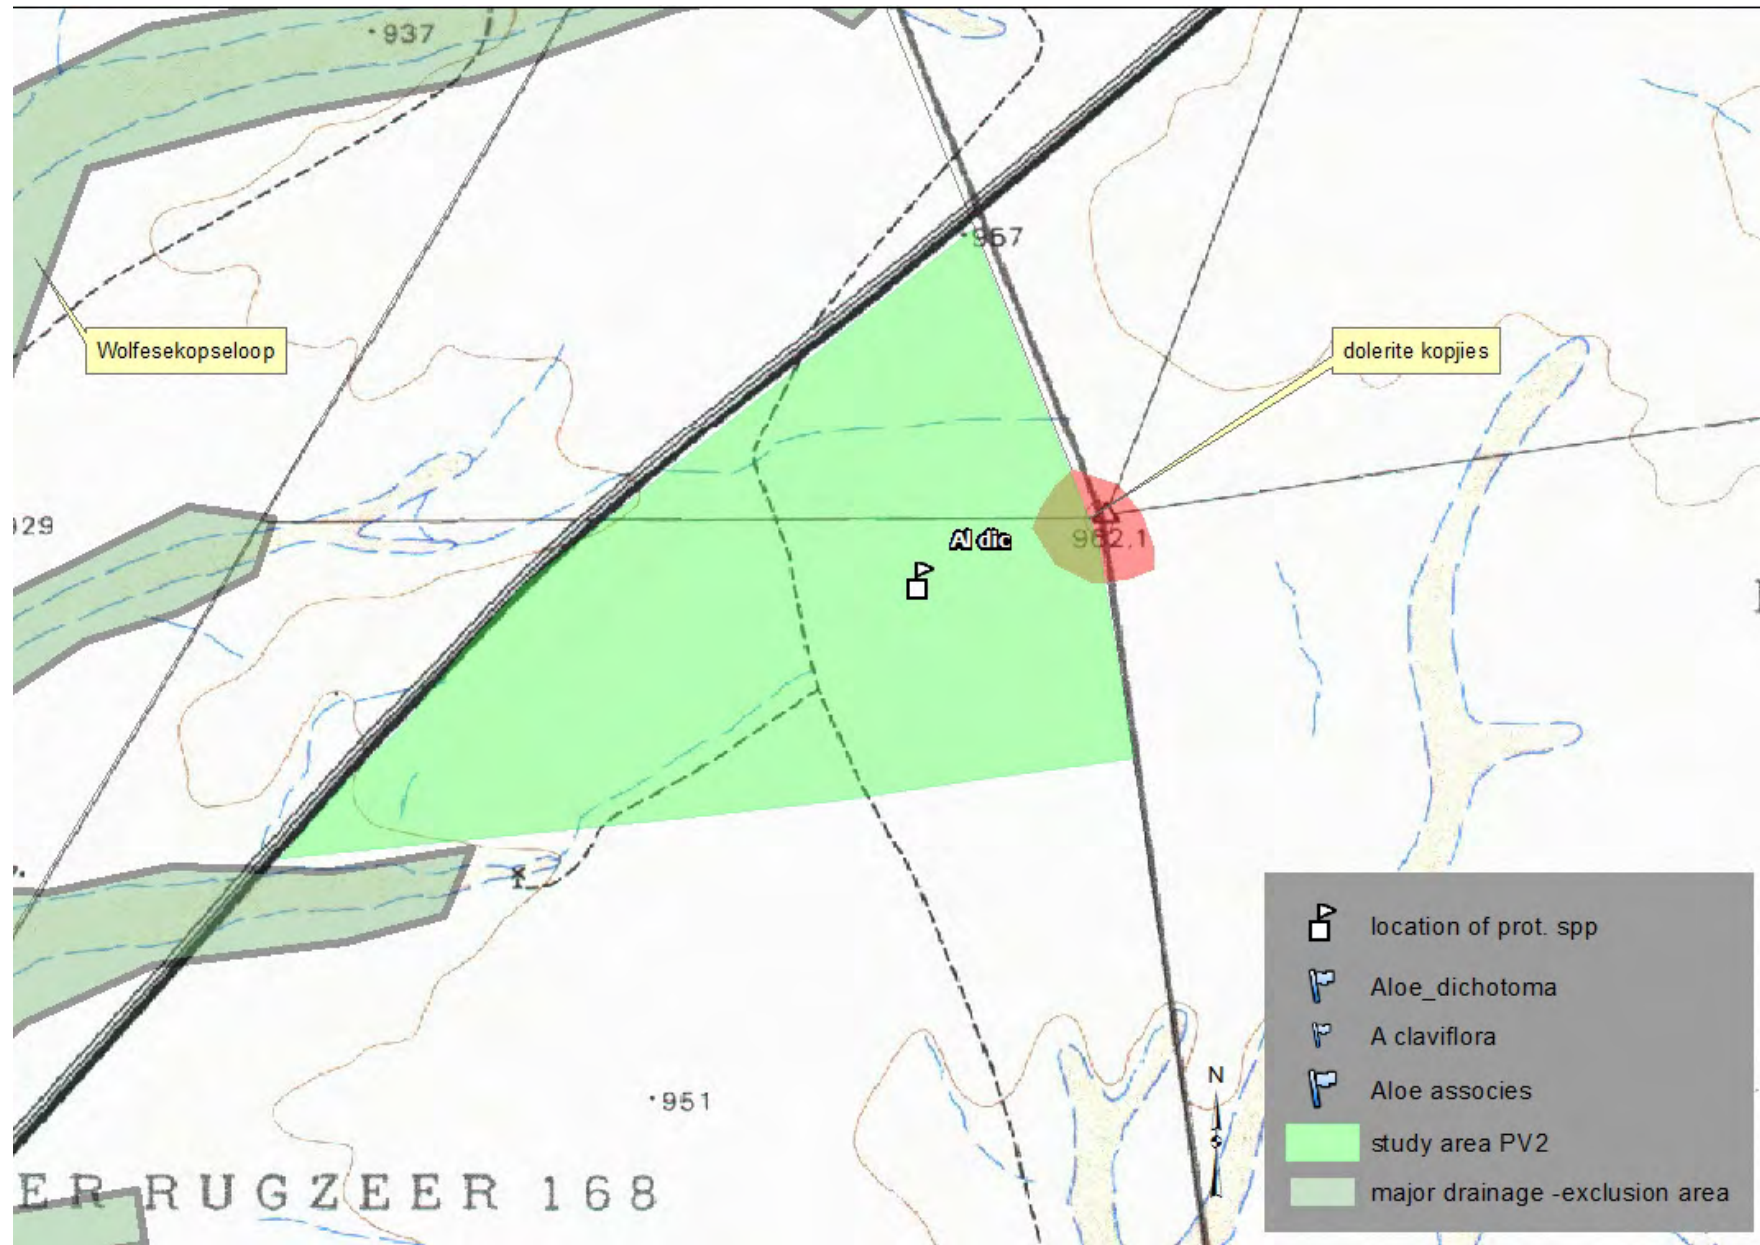 937
957
Wolfesekopseloop
dolerite kopjies
929
Al dic
962.1
951
ER RUGZEER 168
N
location of prot. spp
Aloe_dichotoma
A claviflora
Aloe associes
study area PV2
major drainage -exclusion area